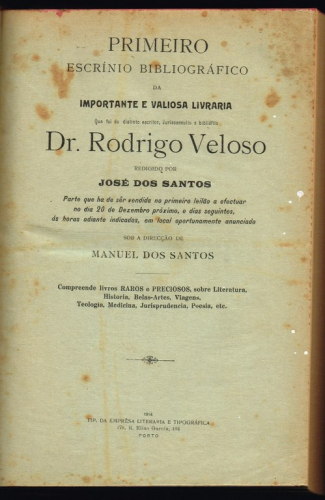 PRIMEIRO
ESCRÍNIO BIBLIOGRÁFICO
DA
IMPORTANTE E VALIOSA LIVRARIA
Que foi do distinto escritor, Jurisconsulto e bibliófilo
Dr. Rodrigo Veloso
REDIGIDO POR
JOSÉ DOS SANTOS
Parte que ha de sêr vendida no primeiro leilão a efectuar
no dia 20 de Dezembro próximo, e dias seguintes,
ás horas adiante indicadas, em local oportunamente anunciado
SOB A DIRECÇÃO DE
MANUEL DOS SANTOS
Compreende livros RAROS e PRECIOSOS, sobre Literatura,
Historia, Belas-Artes, Viagens,
Teologia, Medicina, Jurisprudencia, Poesia, etc.
TIP. DA EMPRÊSA LITERARIA E TIPOGRÁFICA
PORTO